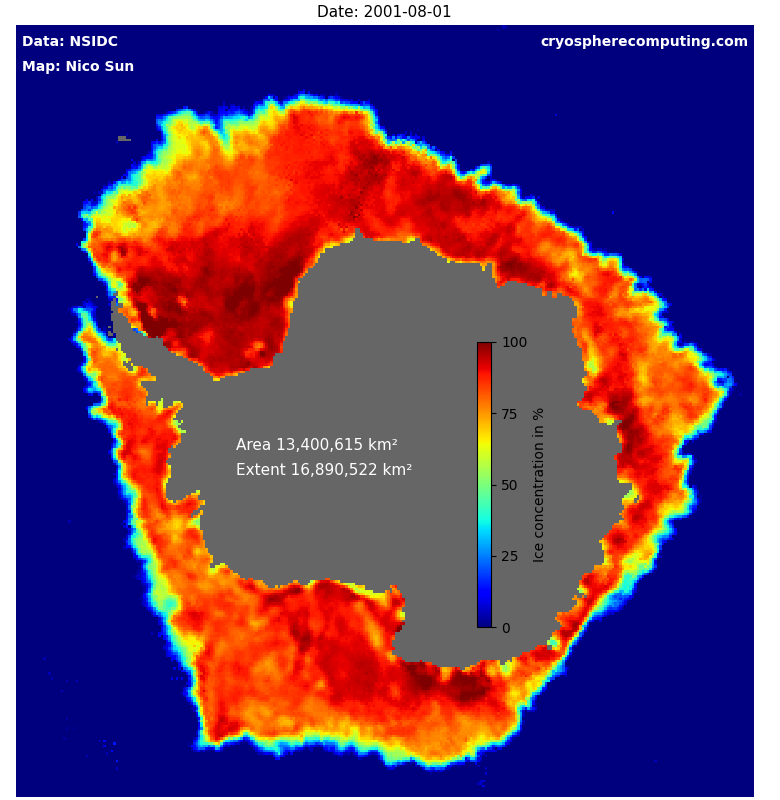 Date: 2001-08-01
Data: NSIDC
cryospherecomputing.com
Map: Nico Sun
100
75
50
25
0
Ice concentration in %
Area 13,400,615 km²
Extent 16,890,522 km²